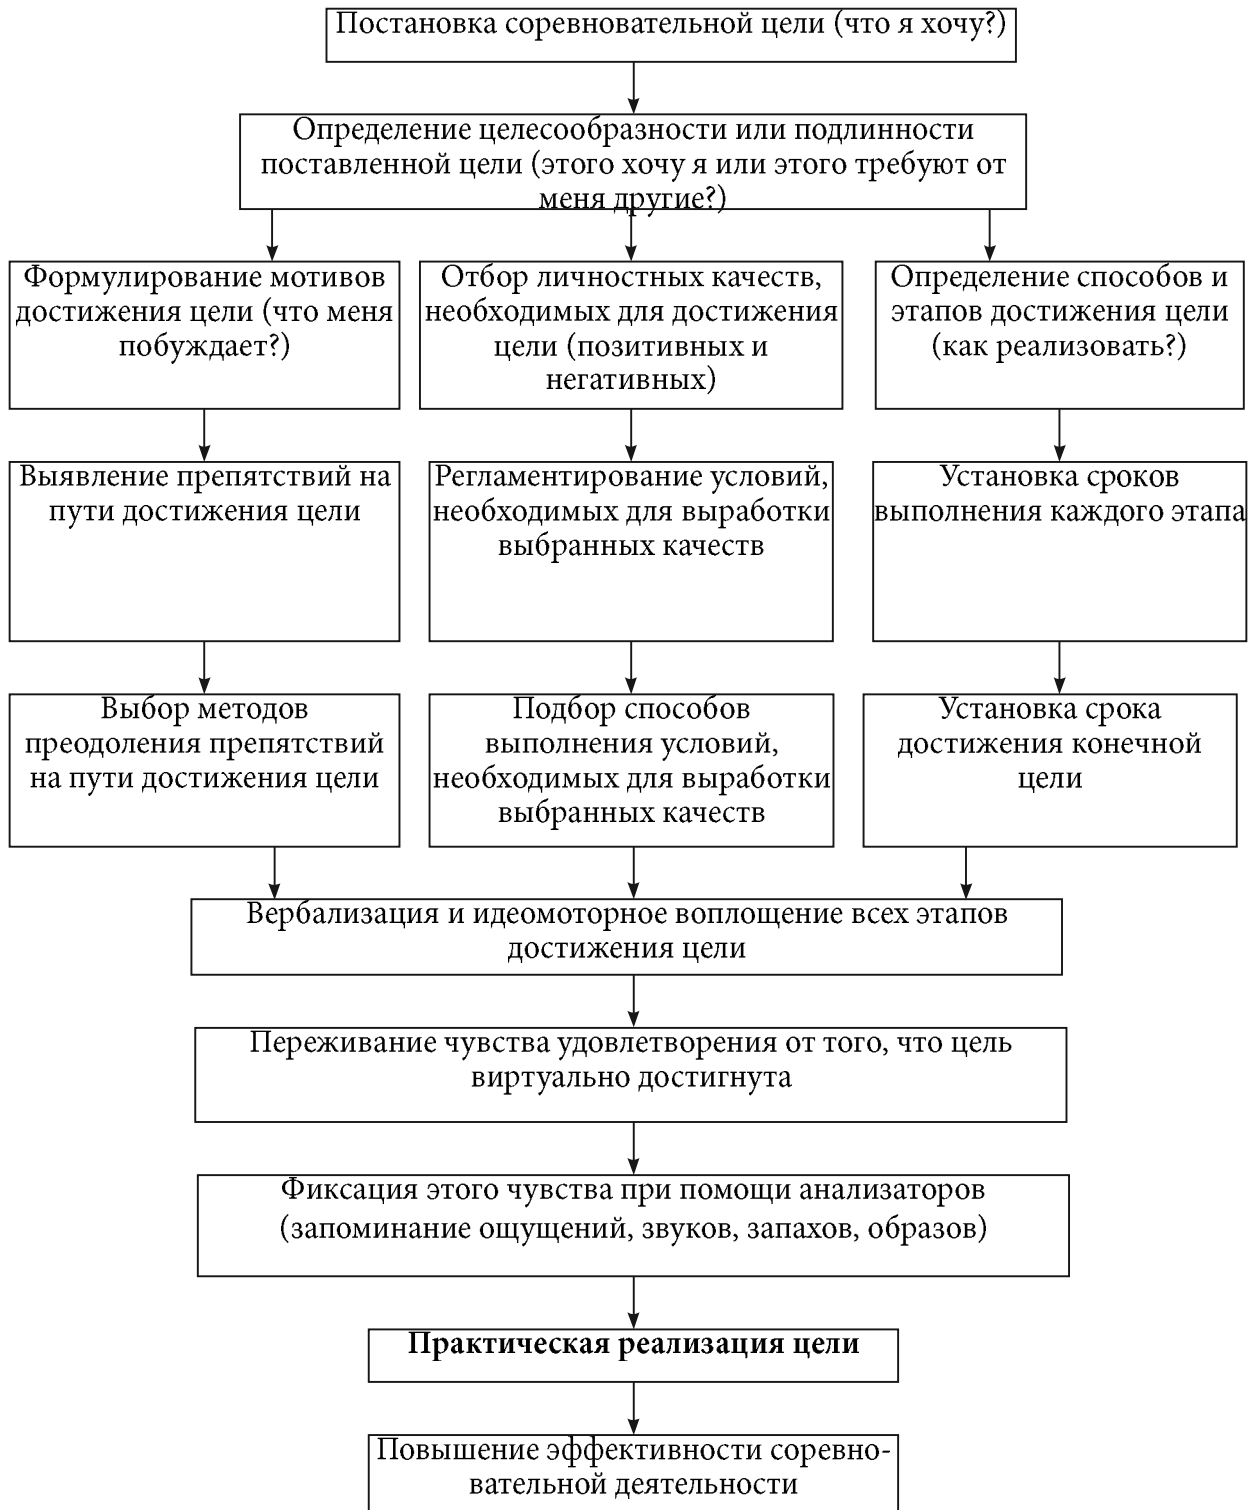 Постановка соревновательной цели (что я хочу?)
Определение целесообразности или подлинности
поставленной цели (этого хочу я или этого требуют от
меня другие?)
Формулирование мотивов
достижения цели (что меня
побуждает?)
Отбор личностных качеств,
необходимых для достижения
цели (позитивных и
негативных)
Определение способов и
этапов достижения цели
(как реализовать?)
Выявление препятствий на
пути достижения цели
Регламентирование условий,
необходимых для выработки
выбранных качеств
Установка сроков
выполнения каждого этапа
Выбор методов
преодоления препятствий
на пути достижения цели
Подбор способов
выполнения условий,
необходимых для выработки
выбранных качеств
Установка срока
достижения конечной
цели
Вербализация и идеомоторное воплощение всех этапов
достижения цели
Переживание чувства удовлетворения от того, что цель
виртуально достигнута
Фиксация этого чувства при помощи анализаторов
(запоминание ощущений, звуков, запахов, образов)
Практическая реализация цели
Повышение эффективности соревно-
вательной деятельности